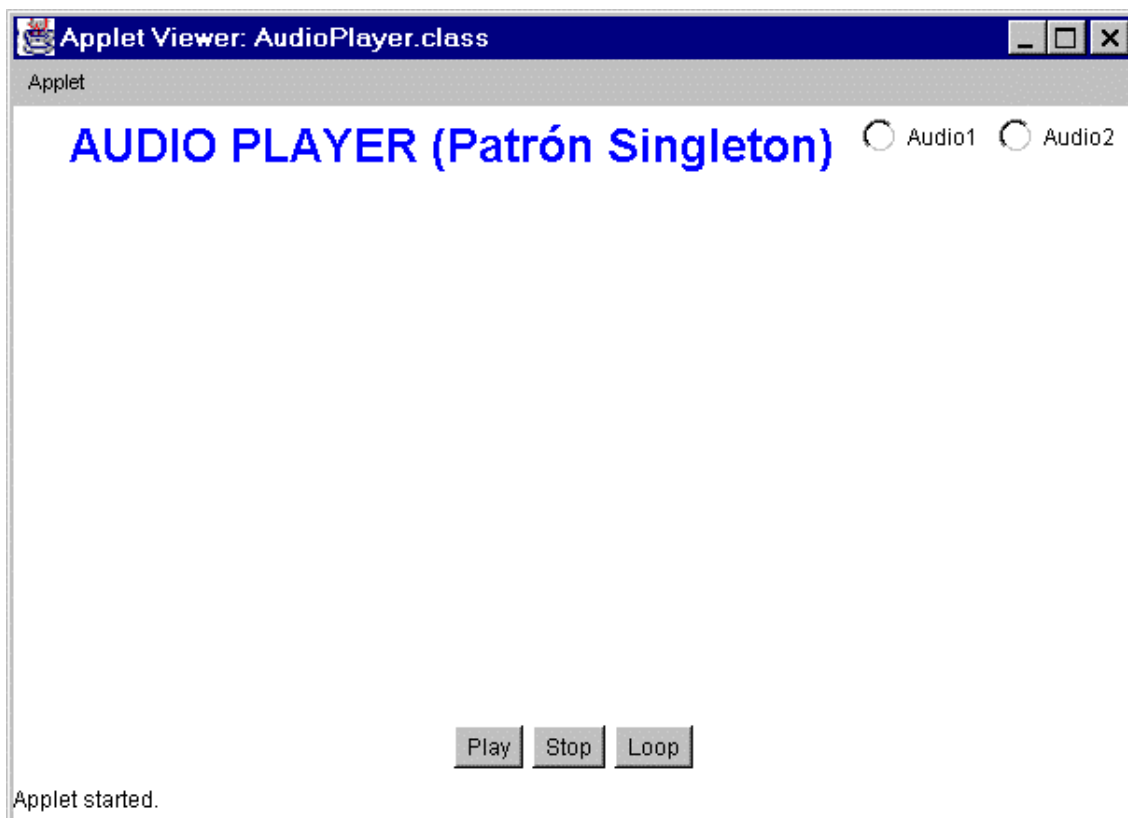 Applet Viewer: AudioPlayer.class
Applet
AUDIO PLAYER (Patrón Singleton) Audio1 Audio2
Play Stop Loop
Applet started.